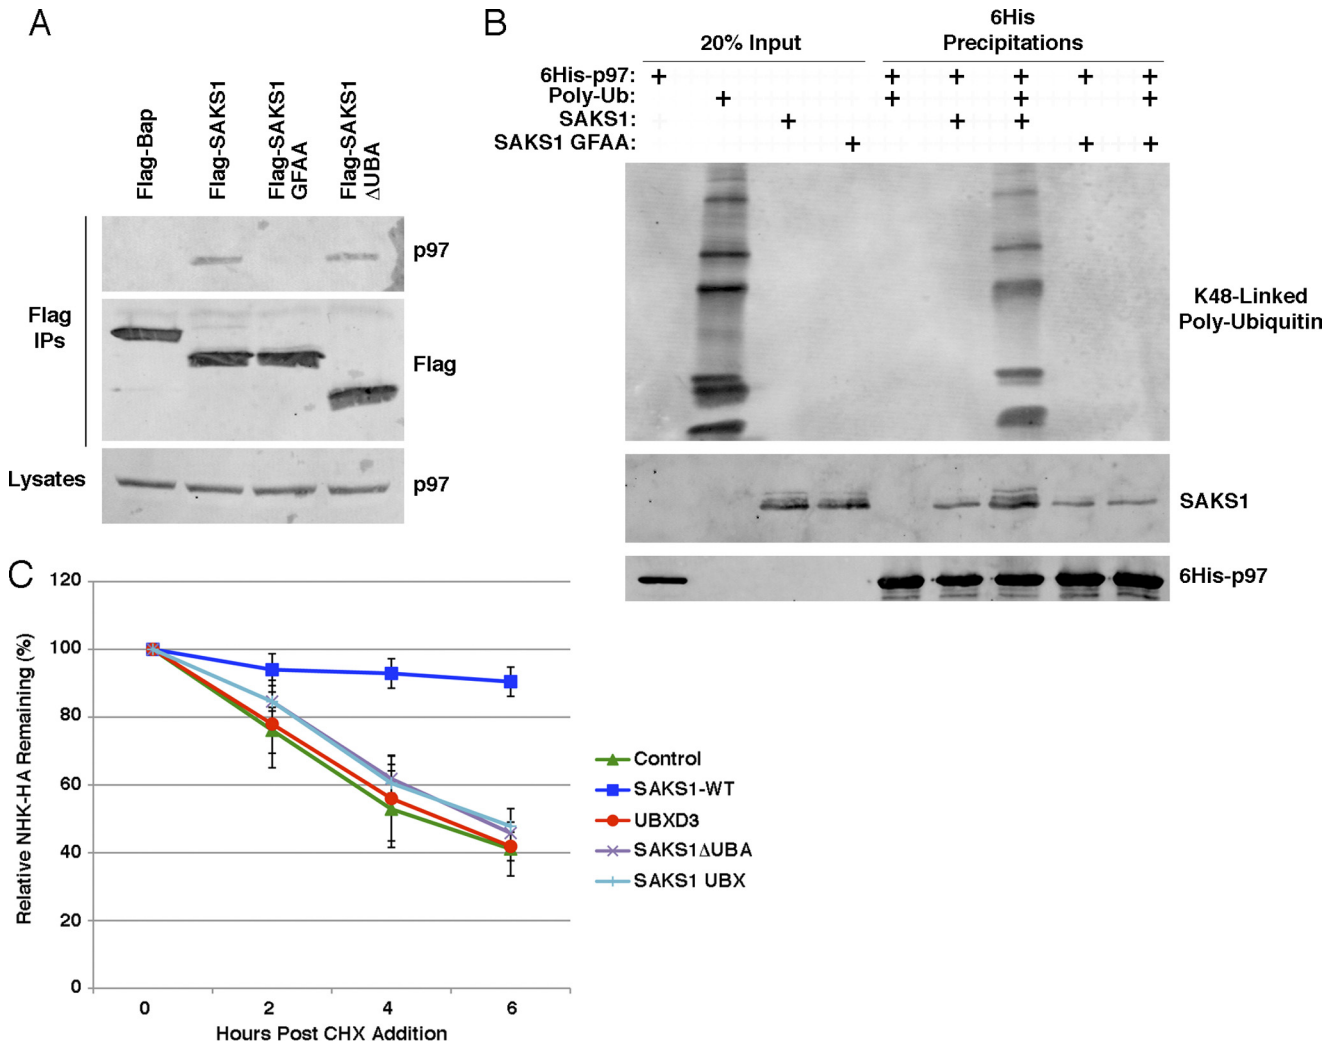 A
Flag-Bap
Flag-SAKS1
Flag-SAKS1
GFAA
Flag-SAKS1
ΔUBA
Flag
IPs
p97
Flag
Lysates
p97
B
20% Input
6His
Precipitations
6His-p97: + + + + + +
Poly-Ub: + + + +
SAKS1: + + +
SAKS1 GFAA: + + +
K48-Linked
Poly-Ubiquitin
SAKS1
6His-p97
C
Relative NHK-HA Remaining (%)
120
100
80
60
40
20
0
0 2 4 6
Hours Post CHX Addition
Control
SAKS1-WT
UBXD3
SAKS1ΔUBA
SAKS1 UBX